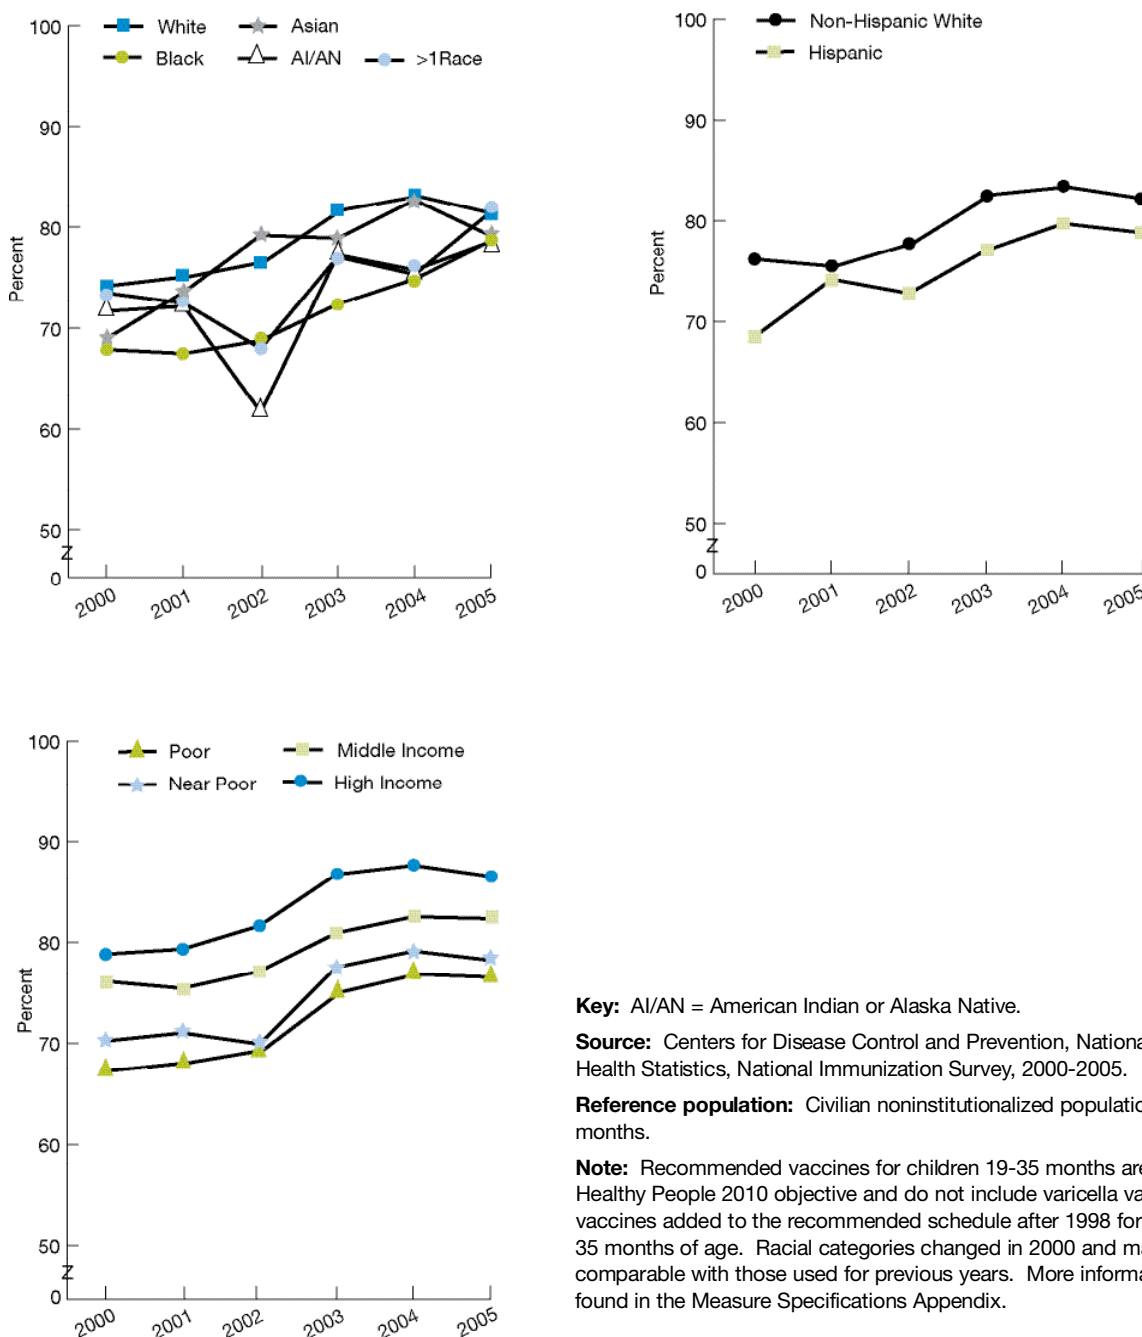 White
Asian
Black
AI/AN
>1Race
100
90
80
70
60
50
Z
0
Percent
2000
2001
2002
2003
2004
2005
Non-Hispanic White
Hispanic
100
90
80
70
60
50
Z
0
Percent
2000
2001
2002
2003
2004
2005
Poor
Middle Income
Near Poor
High Income
100
90
80
70
60
50
Z
0
Percent
2000
2001
2002
2003
2004
2005
Key: AI/AN = American Indian or Alaska Native.
Source: Centers for Disease Control and Prevention,
Health Statistics, National Immunization Survey, 2000-2005.
Reference population: Civilian noninstitutionalized
months.
Note: Recommended vaccines for children 19-35 months are
Healthy People 2010 objective and do not include varicella
vaccines added to the recommended schedule after 1998 for
35 months of age. Racial categories changed in 2000 and
comparable with those used for previous years. More
found in the Measure Specifications Appendix.